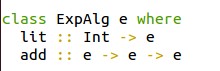 class ExpAlg e where
  lit :: Int -> e
  add :: e -> e -> e